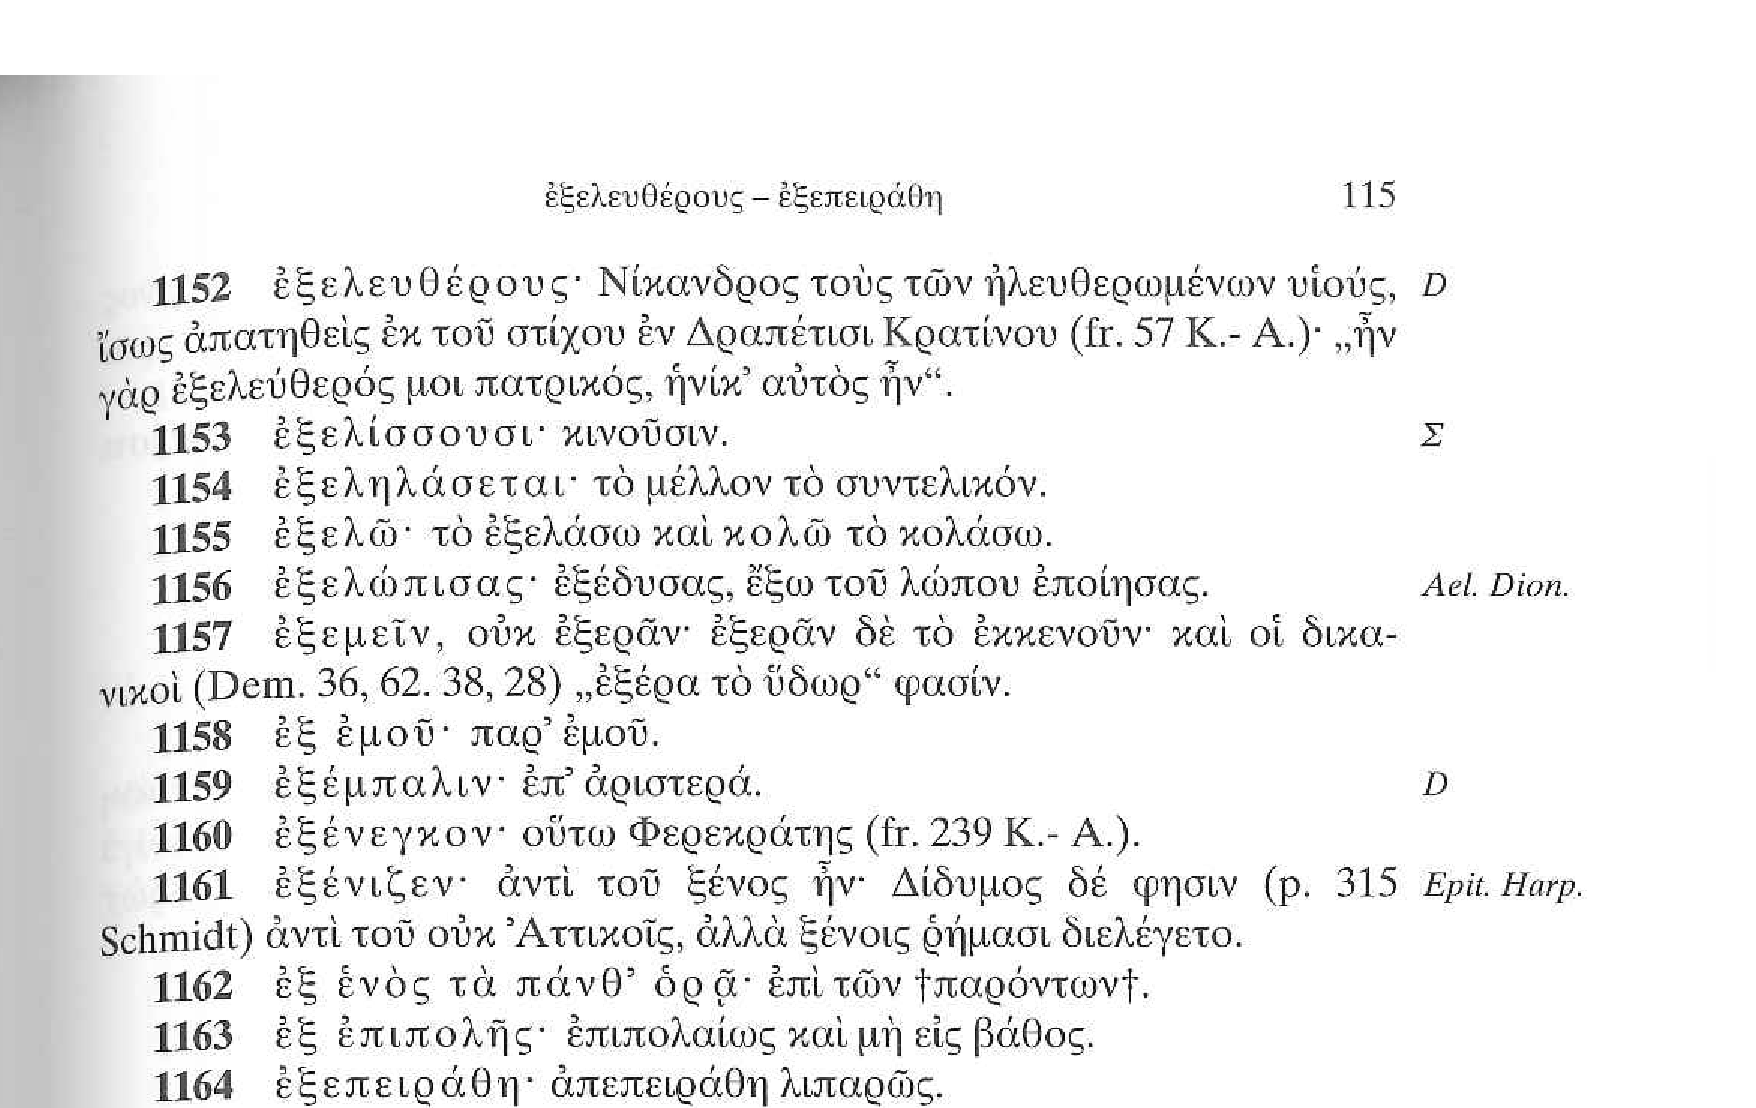 ἐξελευθέρους – ἐξεπειράθη 115
1152 ἐξελευθέρους· Νίκανδρος τοὺς τῶν ἠλευθερωμένων υἱούς, D
ἴσως ἀπατηθεὶς ἐκ τοῦ στίχου ἐν Δραπέτισι Κρατίνου (fr. 57 K.- A.)· „ἦν
γὰρ ἐξελεύθερός μοι πατρικός, ἡνίκ’ αὐτὸς ἦν“.
1153 ἐξελίσσουσι· κινοῦσιν. Σ
1154 ἐξεληλάσεται· τὸ μέλλον τὸ συντελικόν.
1155 ἐξελῶ· τὸ ἐξελάσω καὶ κολῶ τὸ κολάσω.
1156 ἐξελώπισας· ἐξέδυσας, ἔξω τοῦ λώπου ἐποίησας. Ael. Dion.
1157 ἐξεμεῖν, οὐκ ἐξερᾶν· ἐξερᾶν δὲ τὸ ἐκκενοῦν· καὶ οἱ δικα-
νικοὶ (Dem. 36, 62. 38, 28) „ἐξέρα τὸ ὕδωρ“ φασίν.
1158 ἐξ ἐμοῦ· παρ’ ἐμοῦ.
1159 ἐξέμπαλιν· ἐπ’ ἀριστερά. D
1160 ἐξένεγκον· οὕτω Φερεκράτης (fr. 239 K.- A.).
1161 ἐξένιζεν· ἀντὶ τοῦ ξένος ἦν· Δίδυμος δέ φησιν (p. 315 Epit. Harp.
Schmidt) ἀντὶ τοῦ οὐκ Ἀττικοῖς, ἀλλὰ ξένοις ῥήμασι διελέγετο.
1162 ἐξ ἑνὸς τὰ πάνθ’ ὁρᾷ· ἐπὶ τῶν †παρόντων†.
1163 ἐξ ἐπιπολῆς· ἐπιπολαίως καὶ μὴ εἰς βάθος.
1164 ἐξεπειράθη· ἀπεπειράθη λιπαρῶς.